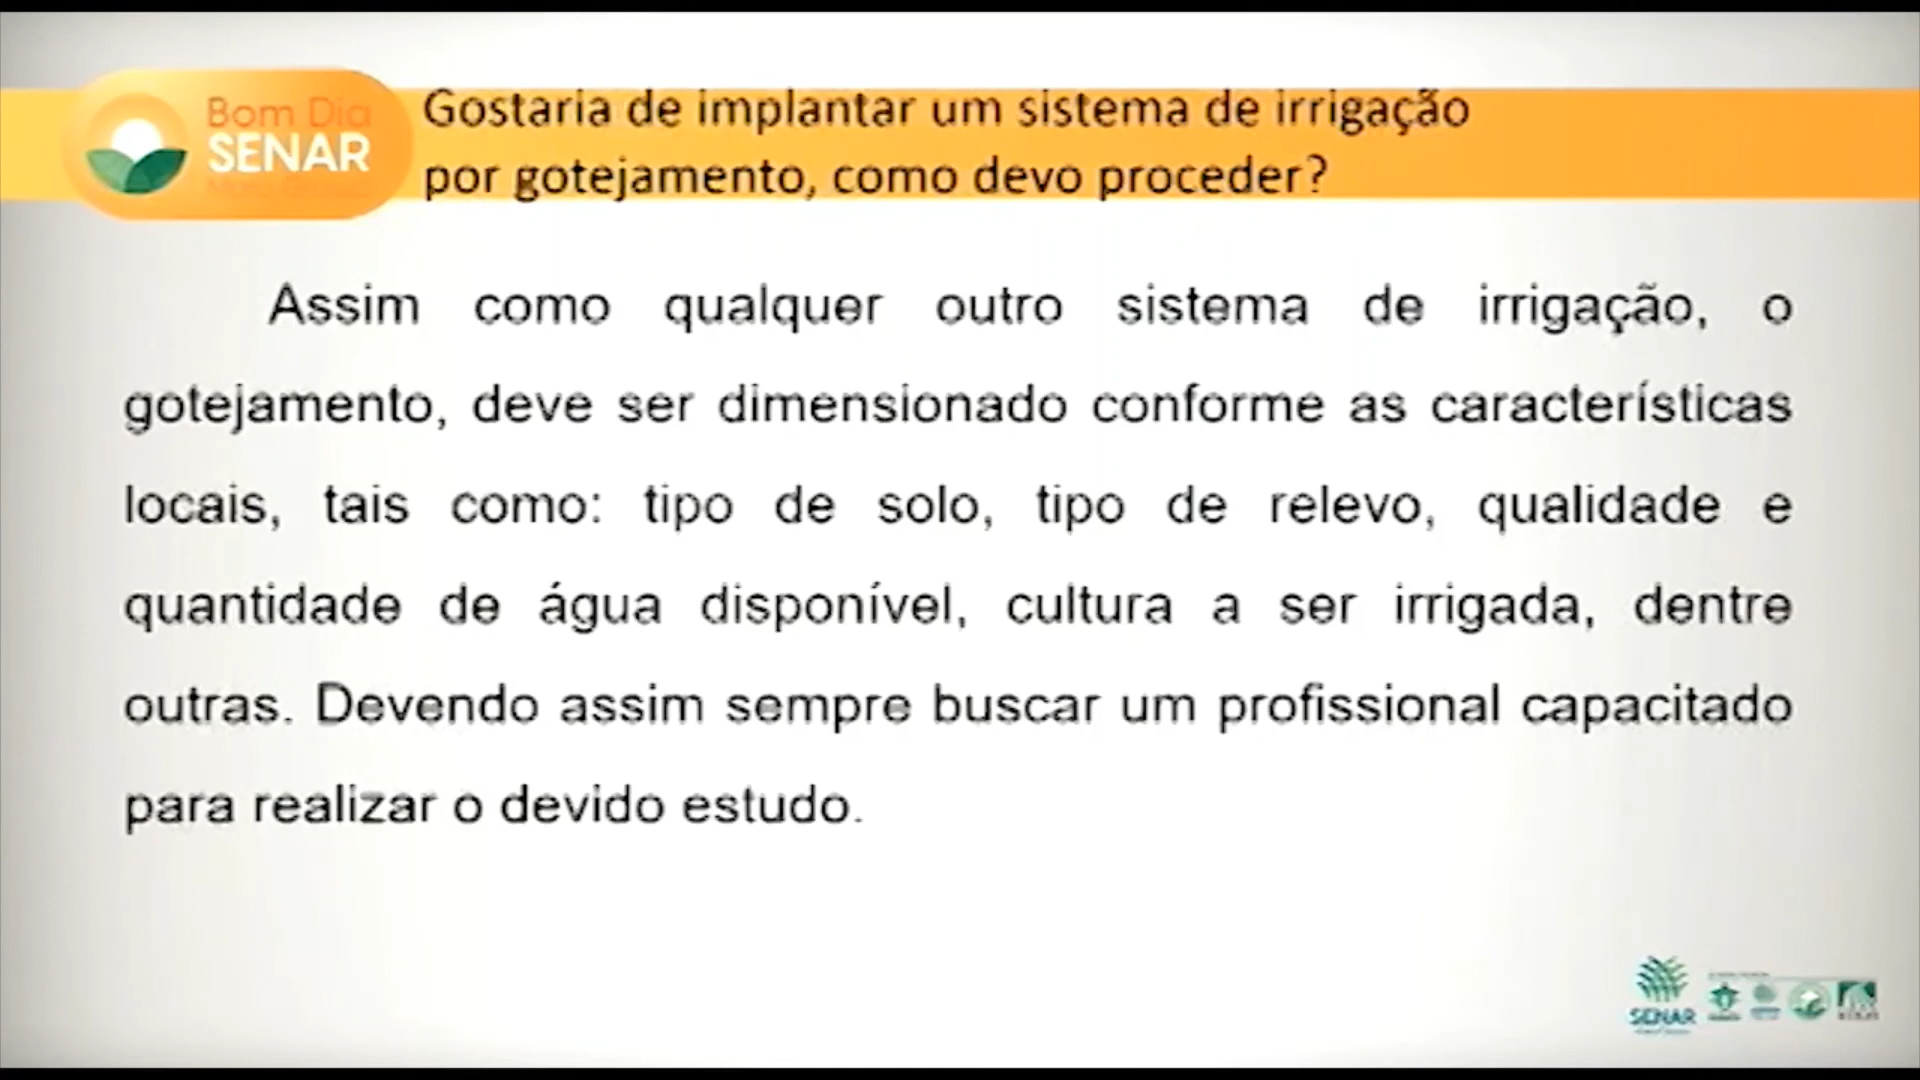 Bom Dia
SENAR
Gostaria de implantar um sistema de irrigação
por gotejamento, como devo proceder?
Assim como qualquer outro sistema de irrigação, o
gotejamento, deve ser dimensionado conforme as características
locais, tais como: tipo de solo, tipo de relevo, qualidade e
quantidade de água disponível, cultura a ser irrigada, dentre
outras. Devendo assim sempre buscar um profissional capacitado
para realizar o devido estudo.
SENAR